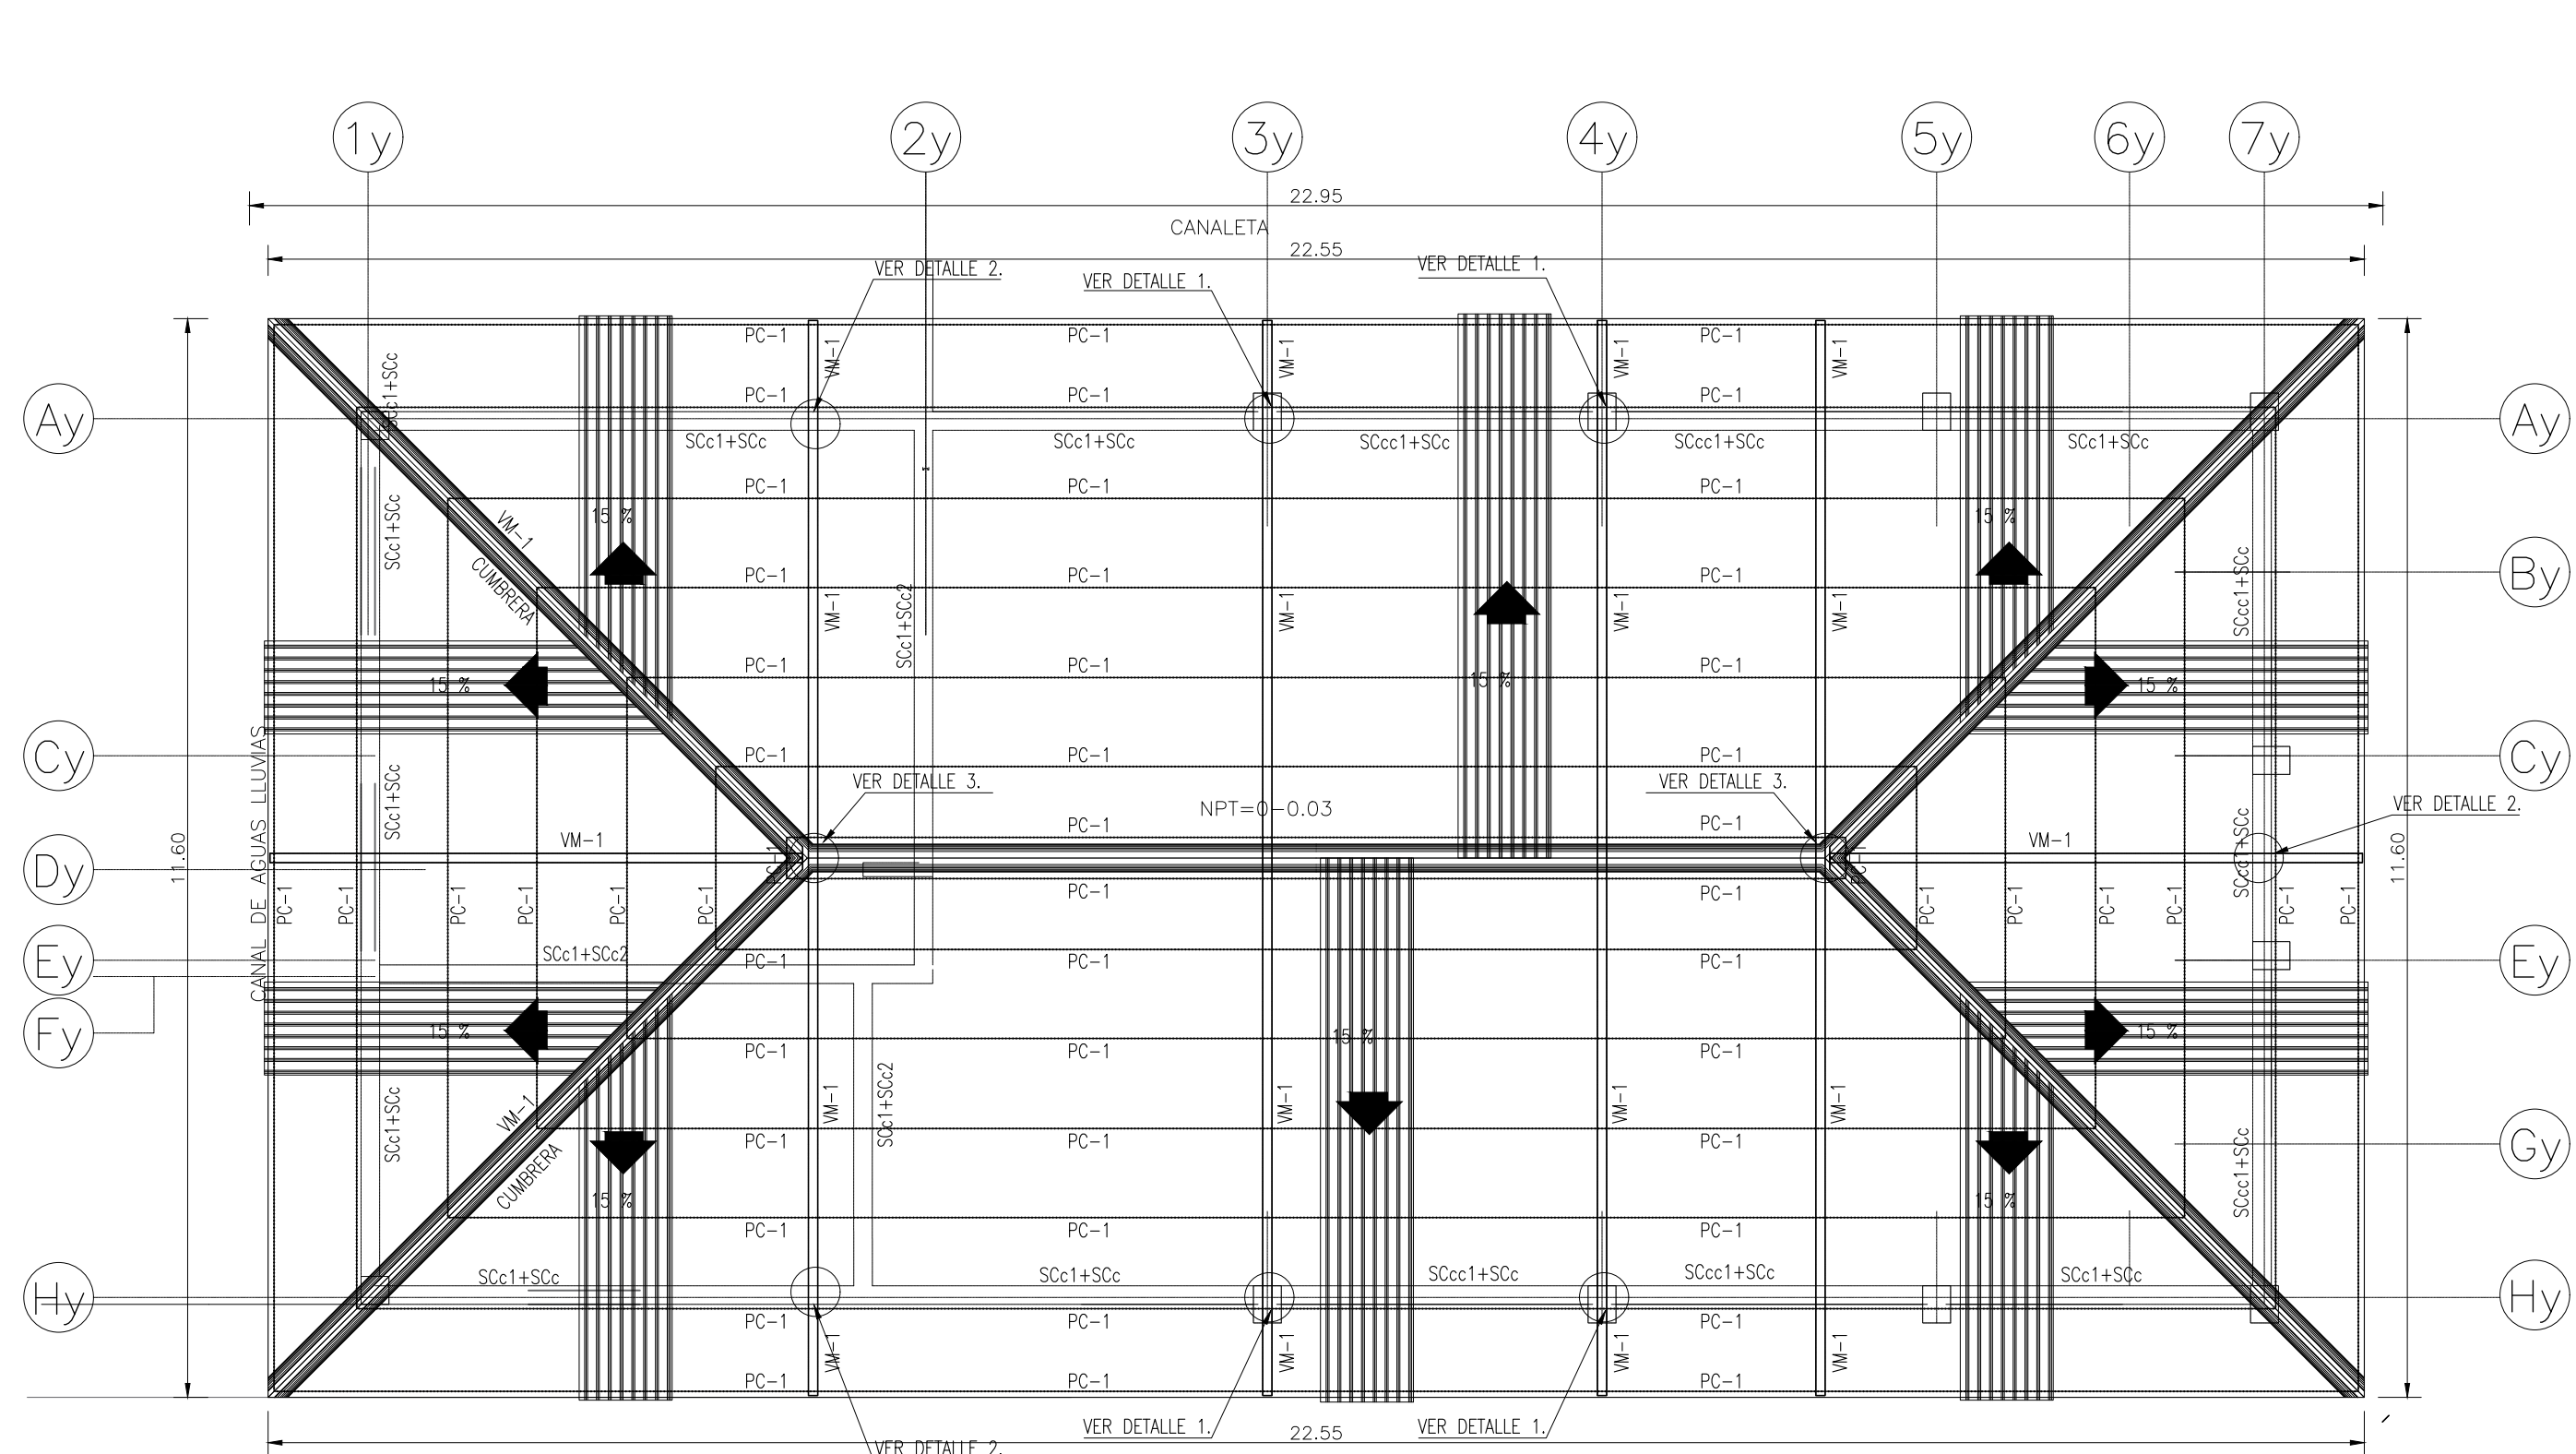 1y 2y 3y 4y 5y 6y 7y
22.95
CANALETA
22.55
VER DETALLE 2. VER DETALLE 1. VER DETALLE 1.
PC-1 PC-1 PC-1
VM-1 VM-1 VM-1 VM-1
SCc1+SCc
PC-1 PC-1 PC-1
Ay Ay
SCc1+SCc SCc1+SCc SCcc1+SCc SCcc1+SCc SCc1+SCc
PC-1 PC-1 PC-1
15 % 15 %
SCc1+SCc
VM-1
CUMBRERA
PC-1 PC-1 PC-1
By
VM-1 VM-1 VM-1 VM-1
SCc1+SCc2
SCcc1+SCc
PC-1 PC-1 PC-1
15 % 15 % 15 %
Cy Cy
PC-1 PC-1 PC-1
VER DETALLE 3. VER DETALLE 3.
SCc1+SCc
NPT=0-0.03
VER DETALLE 2.
PC-1 PC-1
VM-1 VM-1
11.60 11.60
CANAL DE AGUAS LLUVIAS
Dy
PC-1 PC-1
SCcc1+SCc
PC-1 PC-1
PC-1 PC-1 PC-1 PC-1 PC-1 PC-1 PC-1 PC-1 PC-1 PC-1 PC-1 PC-1
SCc1+SCc2
Ey Ey
PC-1 PC-1 PC-1
Fy
15 % 15 % 15 %
PC-1 PC-1 PC-1
VM-1
CUMBRERA
SCc1+SCc
VM-1 VM-1 VM-1 VM-1
SCc1+SCc2
PC-1 PC-1 PC-1
Gy
SCcc1+SCc
15 % 15 %
PC-1 PC-1 PC-1
SCc1+SCc SCc1+SCc SCcc1+SCc SCcc1+SCc SCc1+SCc
Hy Hy
PC-1 PC-1 PC-1
VM-1 VM-1 VM-1 VM-1
PC-1 PC-1 PC-1
VER DETALLE 2. VER DETALLE 1. VER DETALLE 1.
22.55